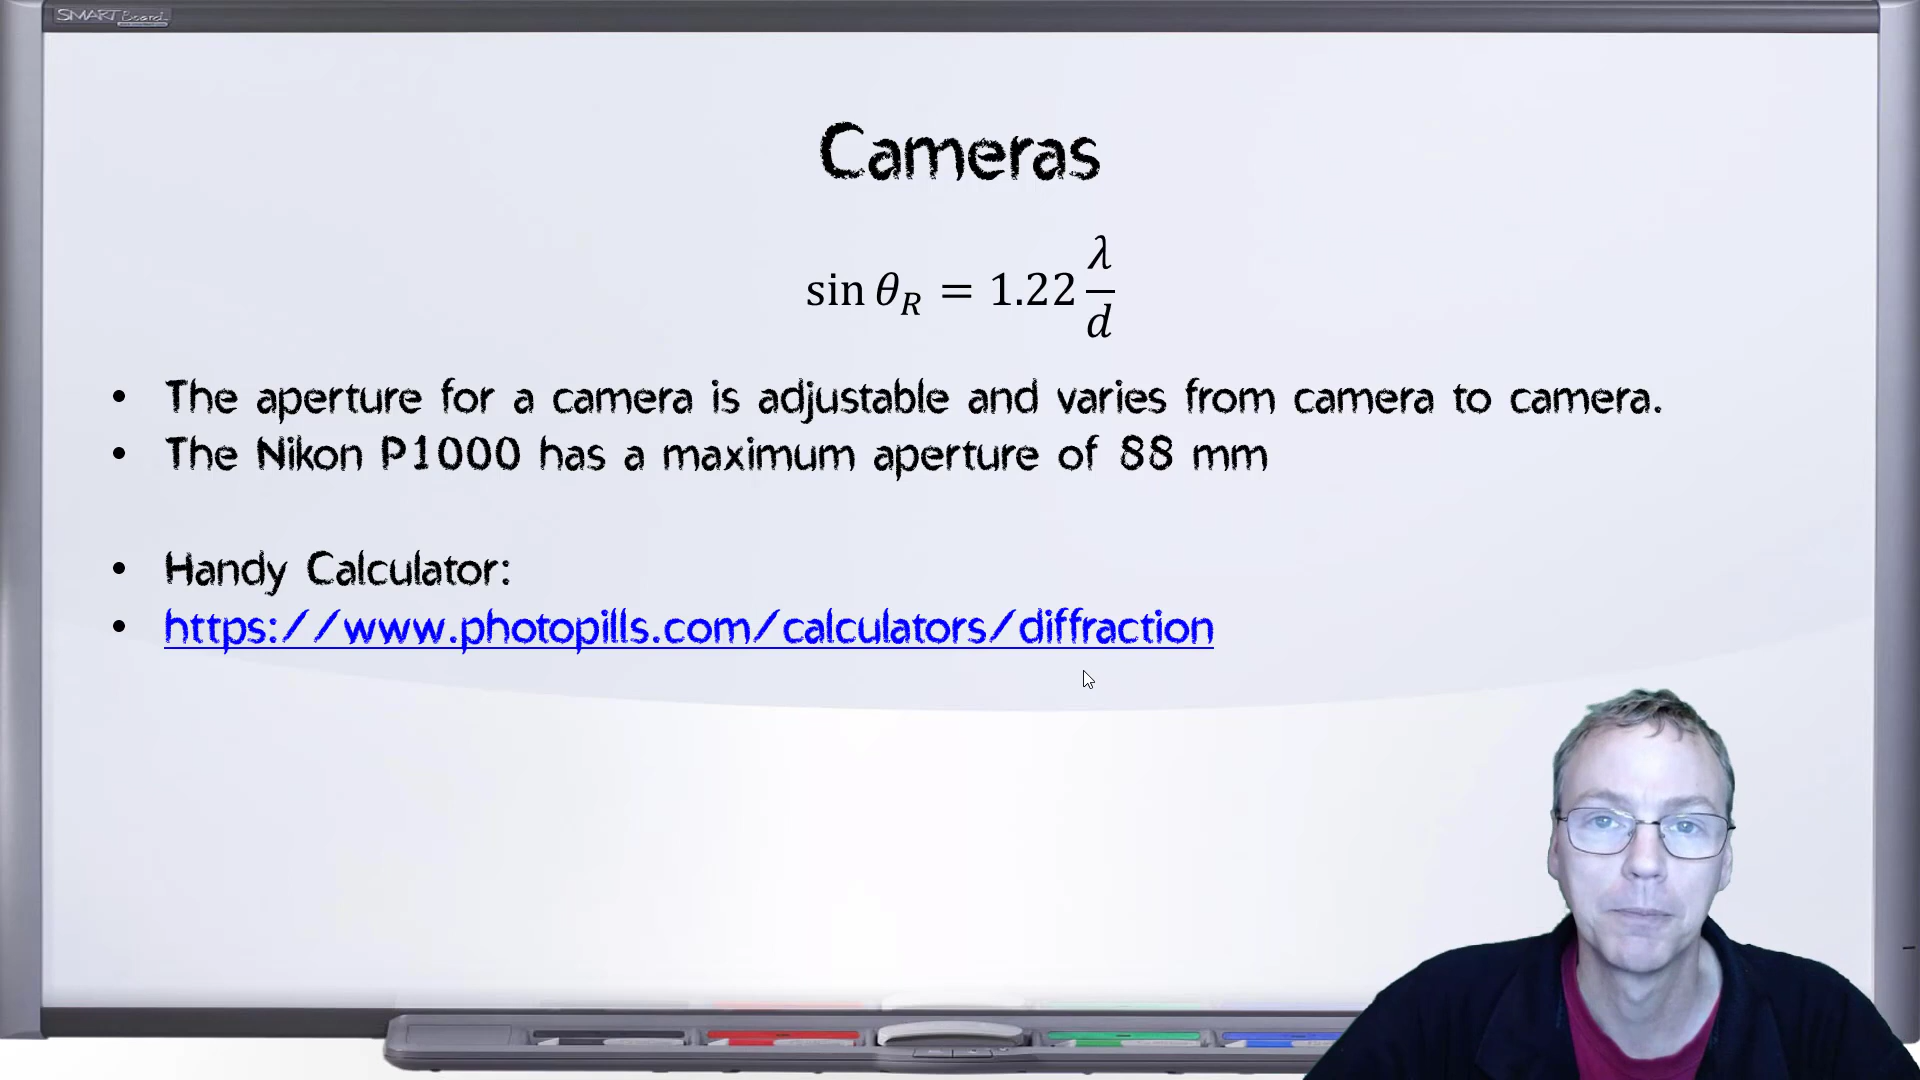 SMART Board
Cameras
sin θ_R = 1.22 λ/d
• The aperture for a camera is adjustable and varies from camera to camera.
• The Nikon P1000 has a maximum aperture of 88 mm
• Handy Calculator:
• https://www.photopills.com/calculators/diffraction